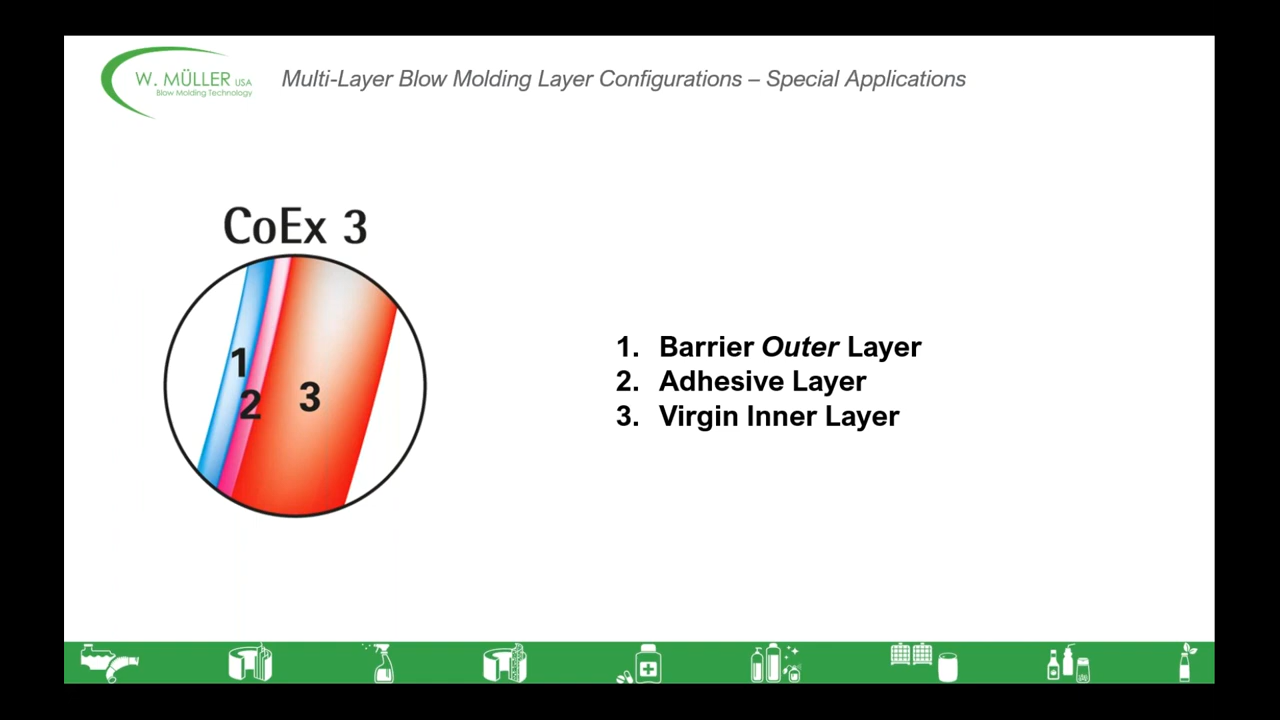 W. MÜLLER USA
Blow Molding Technology
Multi-Layer Blow Molding Layer Configurations – Special Applications
CoEx 3
1
2
3
1. Barrier Outer Layer
2. Adhesive Layer
3. Virgin Inner Layer